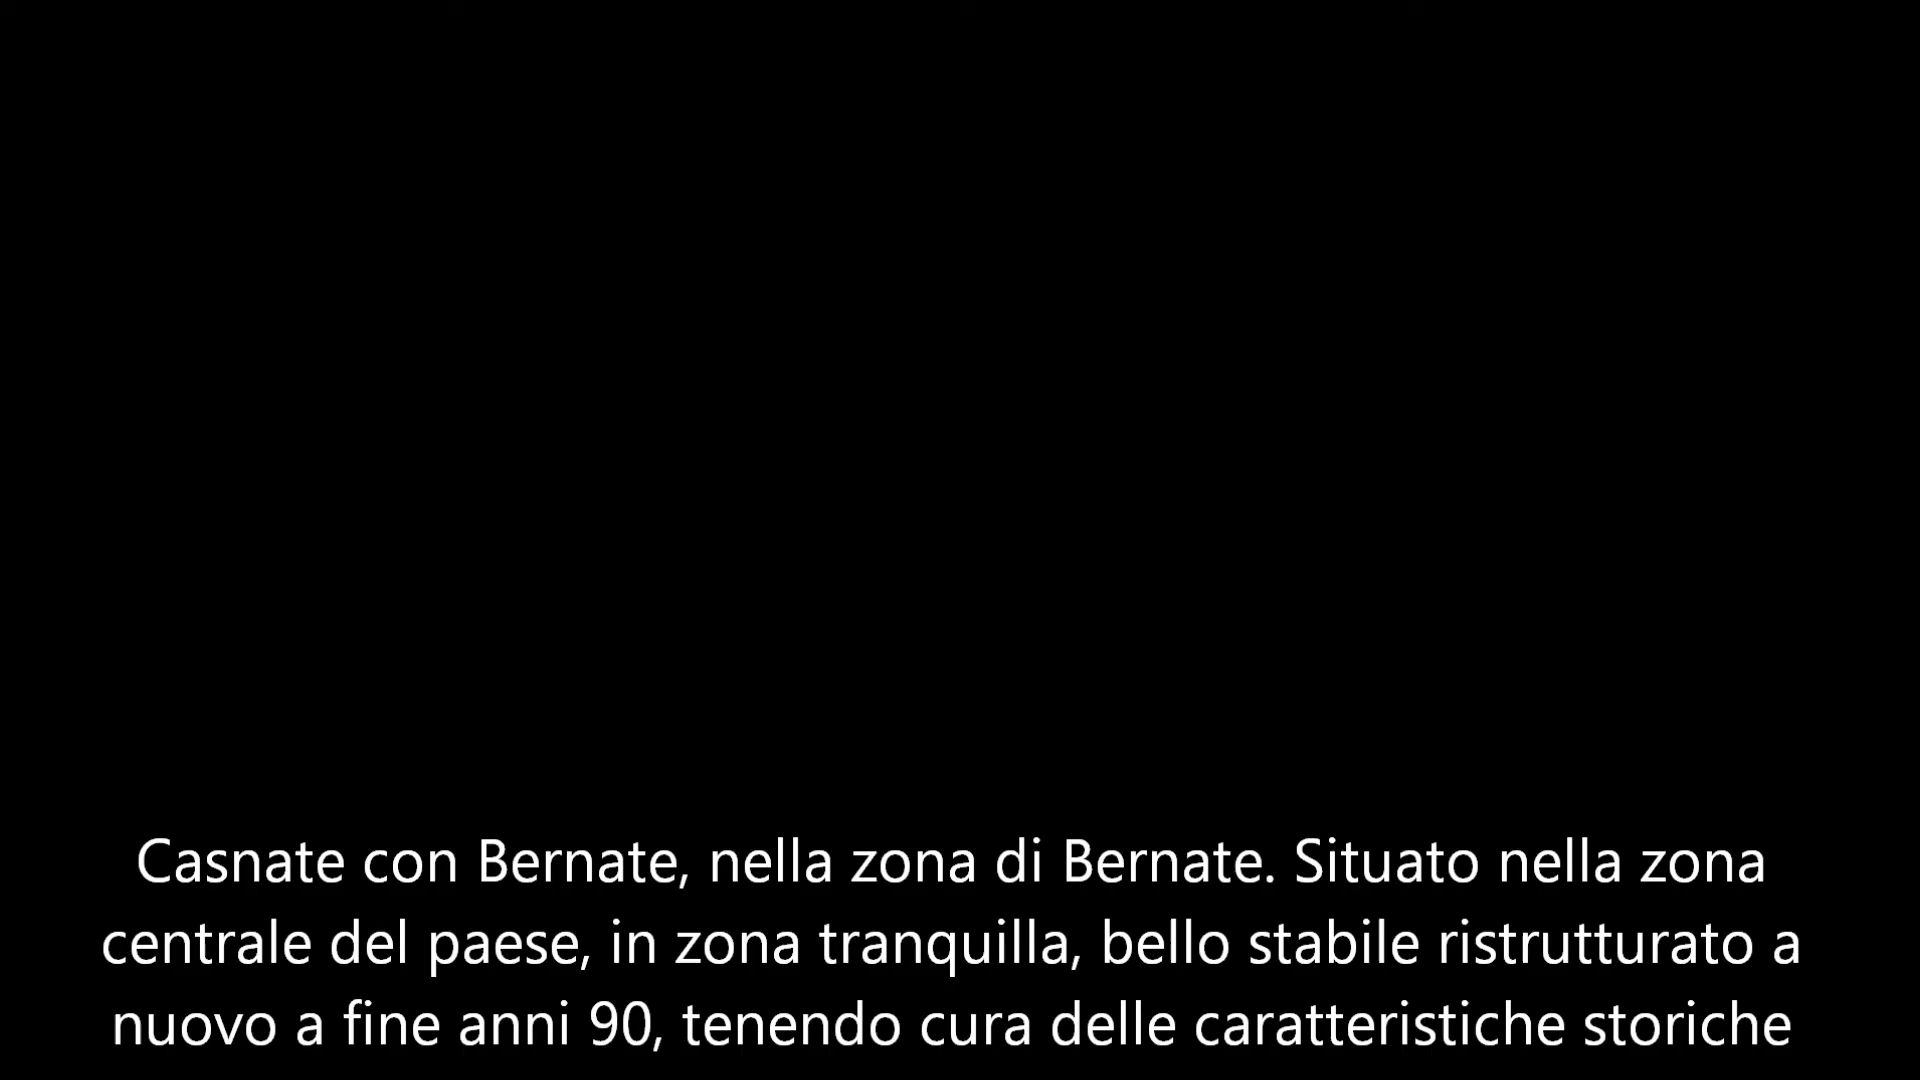 Casnate con Bernate, nella zona di Bernate. Situato nella zona
centrale del paese, in zona tranquilla, bello stabile ristrutturato a
nuovo a fine anni 90, tenendo cura delle caratteristiche storiche